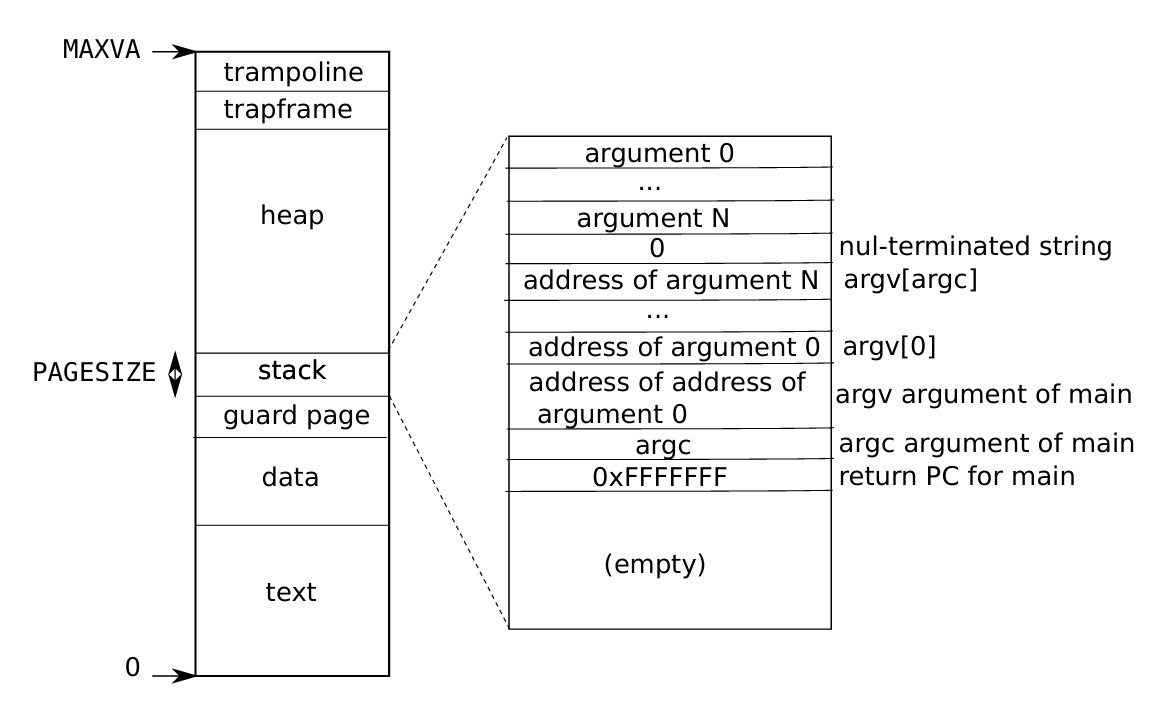 MAXVA
trampoline
trapframe
heap
PAGESIZE
stack
guard page
data
text
0
argument 0
...
argument N
0
nul-terminated string
address of argument N
argv[argc]
...
address of argument 0
argv[0]
address of address of
argument 0
argv argument of main
argc
argc argument of main
0xFFFFFFF
return PC for main
(empty)